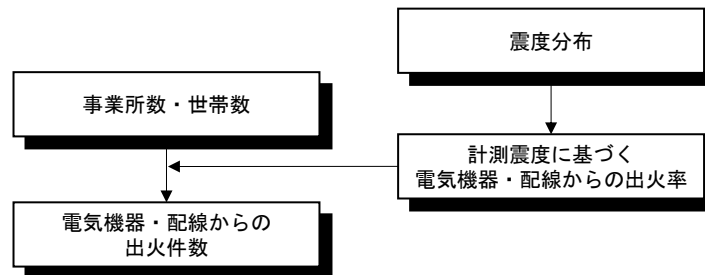 震度分布
事業所数・世帯数
計測震度に基づく
電気機器・配線からの出火率
電気機器・配線からの
出火件数